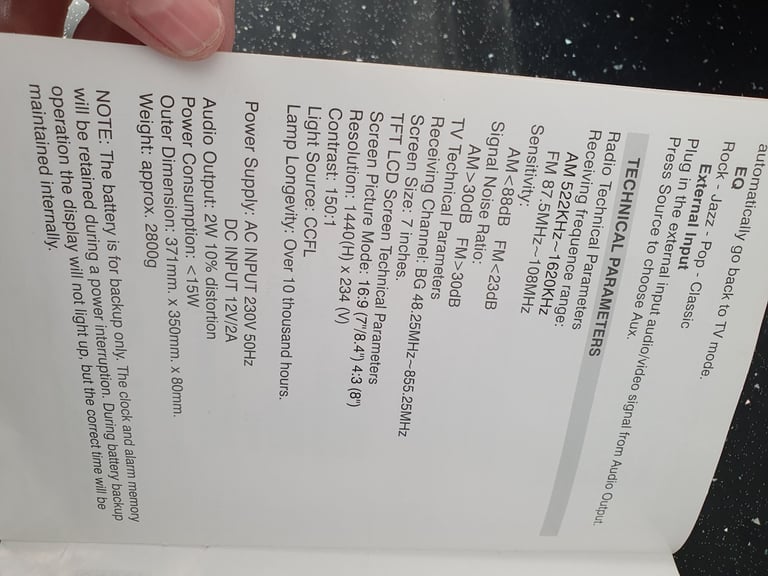 automatically go back to TV mode.
EQ
Rock - Jazz - Pop - Classic
External Input
Plug in the external input audio/video signal from Audio Output.
Press Source to choose Aux.
TECHNICAL PARAMETERS
Radio Technical Parameters
Receiving frequence range:
AM 522KHz~1620KHz
FM 87.5MHz~108MHz
Sensitivity:
AM<88dB FM<23dB
Signal Noise Ratio:
AM>30dB FM>30dB
TV Technical Parameters
Receiving Channel: BG 48.25MHz~855.25MHz
Screen Size: 7 inches.
TFT LCD Screen Technical Parameters
Screen Picture Mode: 16:9 (7"/8.4") 4:3 (8")
Resolution: 1440(H) x 234 (V)
Contrast: 150:1
Light Source: CCFL
Lamp Longevity: Over 10 thousand hours.
Power Supply: AC INPUT 230V 50Hz
DC INPUT 12V/2A
Audio Output: 2W 10% distortion
Power Consumption: <15W
Outer Dimension: 371mm. x 350mm. x 80mm.
Weight: approx. 2800g
NOTE: The battery is for backup only. The clock and alarm memory
will be retained during a power interruption. During battery backup
operation the display will not light up, but the correct time will be
maintained internally.